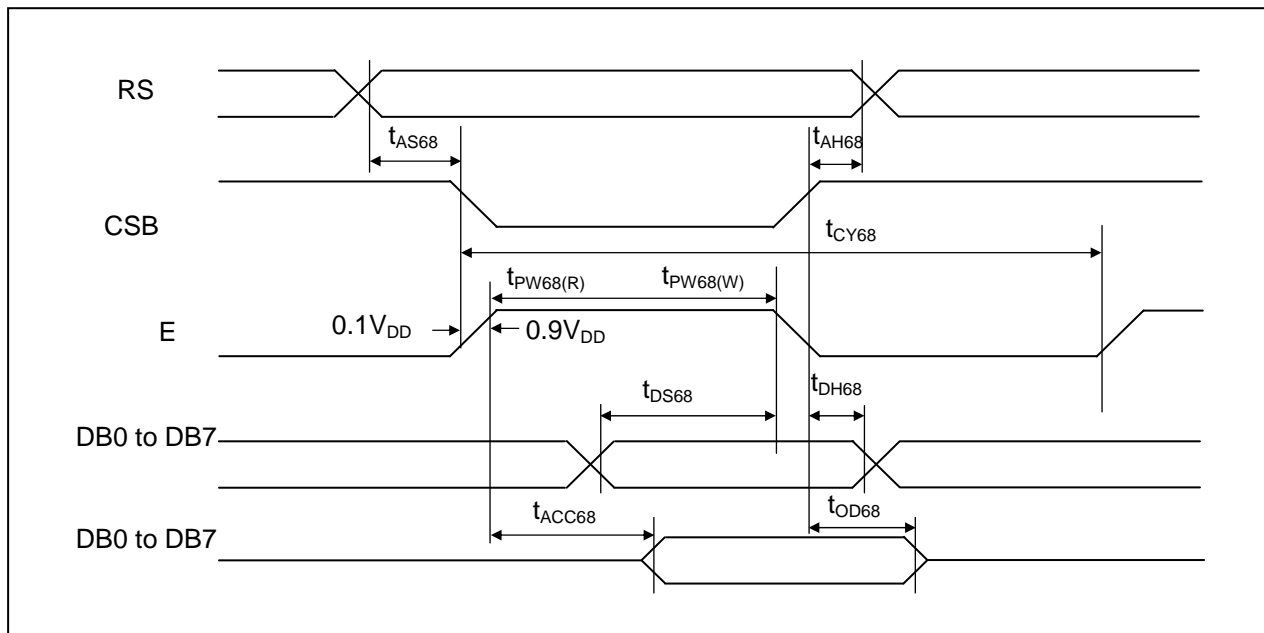 RS
tAS68
tAH68
CSB
tCY68
tPW68(R)
tPW68(W)
E
0.1VDD
0.9VDD
tDS68
tDH68
DB0 to DB7
tACC68
tOD68
DB0 to DB7